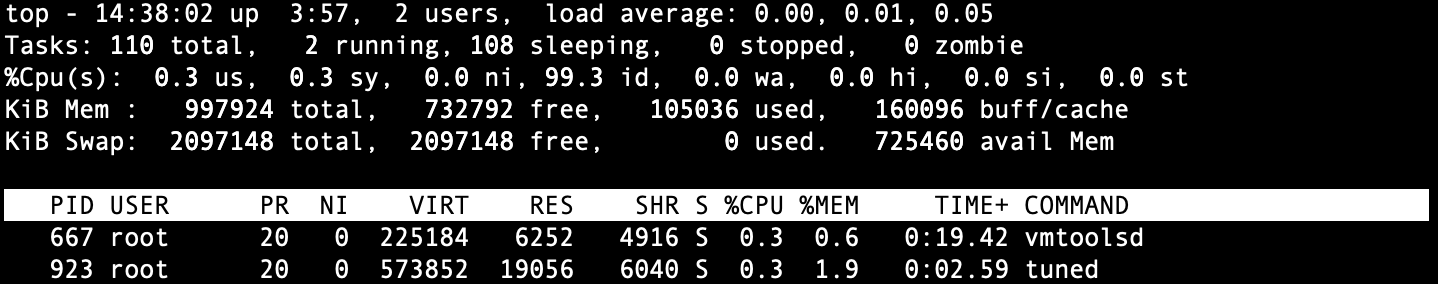 top - 14:38:02 up  3:57,  2 users,  load average: 0.00, 0.01, 0.05
Tasks: 110 total,   2 running, 108 sleeping,   0 stopped,   0 zombie
%Cpu(s):  0.3 us,  0.3 sy,  0.0 ni, 99.3 id,  0.0 wa,  0.0 hi,  0.0 si,  0.0 st
KiB Mem :   997924 total,   732792 free,   105036 used,   160096 buff/cache
KiB Swap:  2097148 total,  2097148 free,        0 used.   725460 avail Mem
   PID USER      PR  NI    VIRT    RES    SHR S %CPU %MEM     TIME+ COMMAND
   667 root      20   0  225184   6252   4916 S  0.3  0.6   0:19.42 vmtoolsd
   923 root      20   0  573852  19056   6040 S  0.3  1.9   0:02.59 tuned